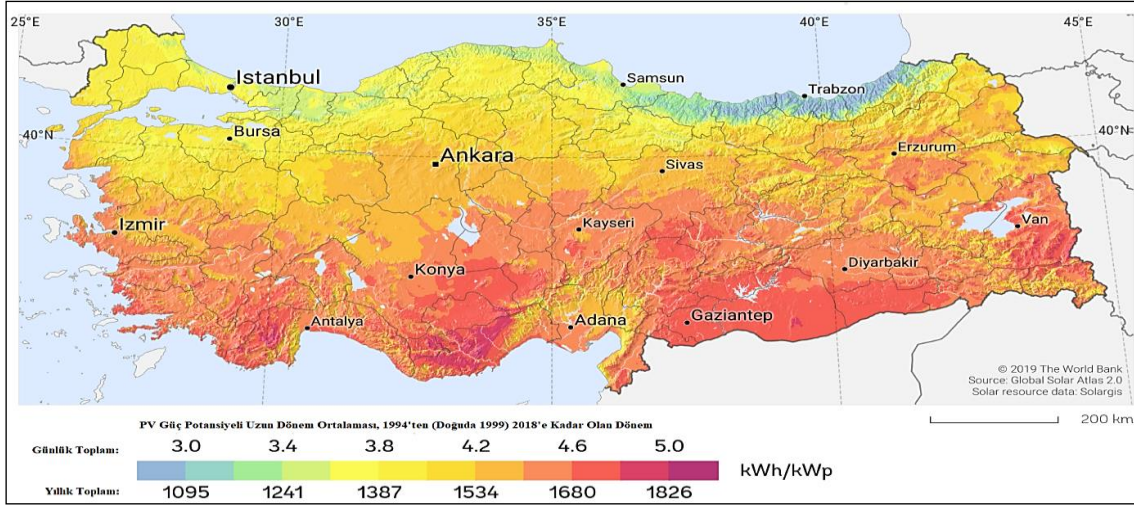 25°E 30°E 35°E 40°E 45°E
Istanbul
Samsun
Trabzon
Bursa
40°N
40°N
Ankara
Erzurum
Sivas
Izmir
Kayseri
Van
Konya
Diyarbakir
Antalya
Adana
Gaziantep
© 2019 The World Bank
Source: Global Solar Atlas 2.0
Solar resource data: Solargis
200 km
PV Güç Potansiyeli Uzun Dönem Ortalaması, 1994'ten (Doğuda 1999) 2018'e Kadar Olan Dönem
Günlük Toplam: 3.0 3.4 3.8 4.2 4.6 5.0
kWh/kWp
Yıllık Toplam: 1095 1241 1387 1534 1680 1826